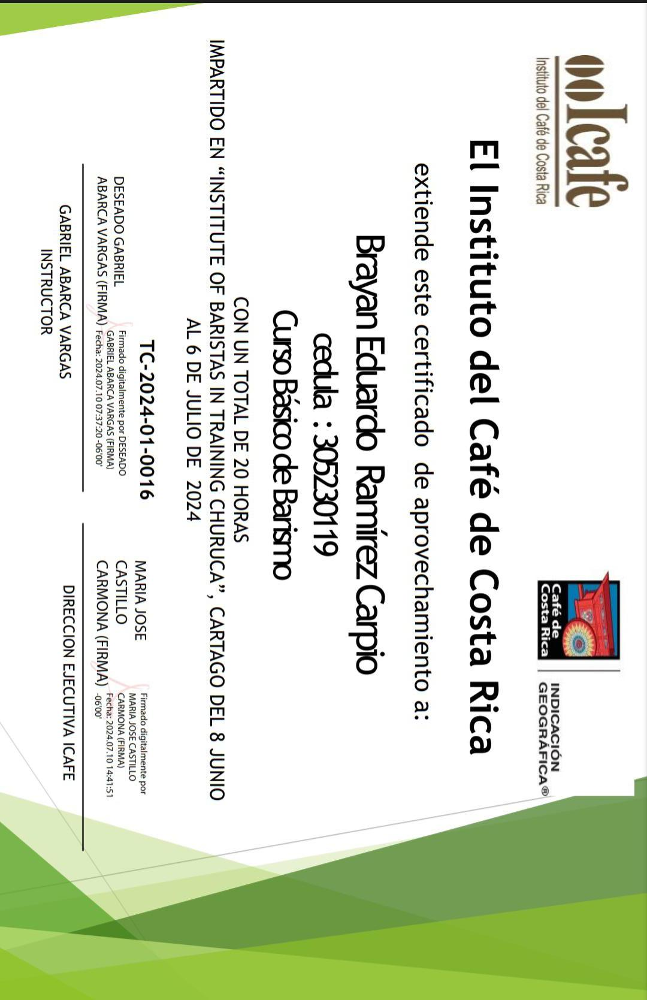 Icafe
Instituto del Café de Costa Rica
Café de
Costa Rica
INDICACIÓN
GEOGRÁFICA®
El Instituto del Café de Costa Rica
extiende este certificado de aprovechamiento a:
Brayan Eduardo Ramírez Carpio
cedula : 305230119
Curso Básico de Barismo
CON UN TOTAL DE 20 HORAS
IMPARTIDO EN “INSTITUTE OF BARISTAS IN TRAINING CHURUCA”, CARTAGO DEL 8 JUNIO
AL 6 DE JULIO DE 2024
TC-2024-01-0016
DESEADO GABRIEL
ABARCA VARGAS (FIRMA)
Firmado digitalmente por DESEADO
GABRIEL ABARCA VARGAS (FIRMA)
Fecha: 2024.07.10 07:37:20 -06'00'
GABRIEL ABARCA VARGAS
INSTRUCTOR
MARIA JOSE
CASTILLO
CARMONA (FIRMA)
Firmado digitalmente por
MARIA JOSE CASTILLO
CARMONA (FIRMA)
Fecha: 2024.07.10 14:41:51
-06'00'
DIRECCION EJECUTIVA ICAFE